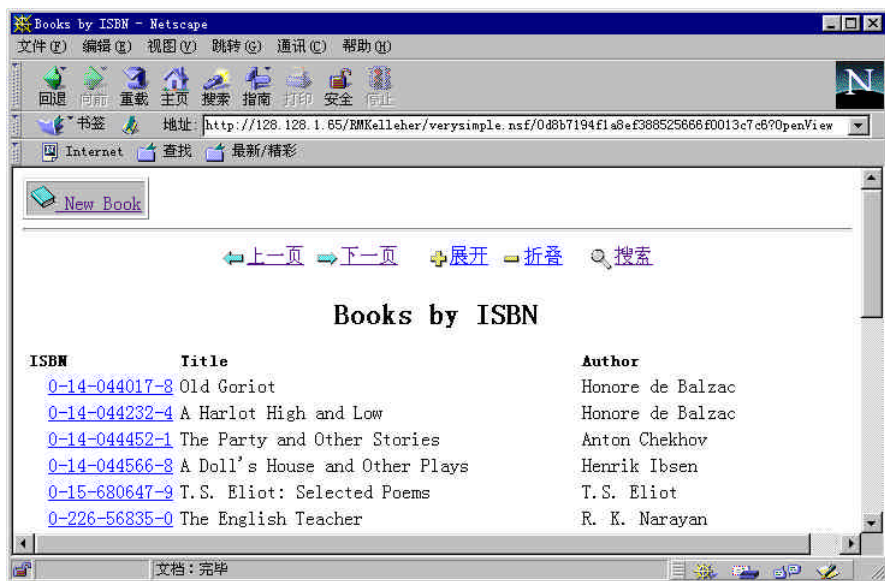 Books by ISBN - Netscape
文件(F) 编辑(E) 视图(V) 跳转(G) 通讯(C) 帮助(H)
回退 向前 重载 主页 搜索 指南 打印 安全 停止
N
书签 地址: http://128.128.1.65/RMKelleher/verysimple.nsf/0d8b7194f1a8ef388525666f0013c7c6?OpenView
Internet 查找 最新/精彩
New Book
上一页 下一页 展开 折叠 搜索
Books by ISBN
ISBN Title Author
0-14-044017-8 Old Goriot Honore de Balzac
0-14-044232-4 A Harlot High and Low Honore de Balzac
0-14-044452-1 The Party and Other Stories Anton Chekhov
0-14-044566-8 A Doll's House and Other Plays Henrik Ibsen
0-15-680647-9 T.S. Eliot: Selected Poems T.S. Eliot
0-226-56835-0 The English Teacher R. K. Narayan
文档:完毕